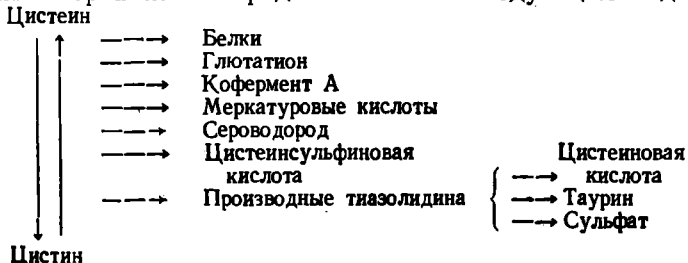 Цистеин
Белки
Глютатион
Кофермент А
Меркатуровые кислоты
Сероводород
Цистеинсульфиновая кислота
Производные тиазолидина
Цистеиновая кислота
Таурин
Сульфат
Цистин